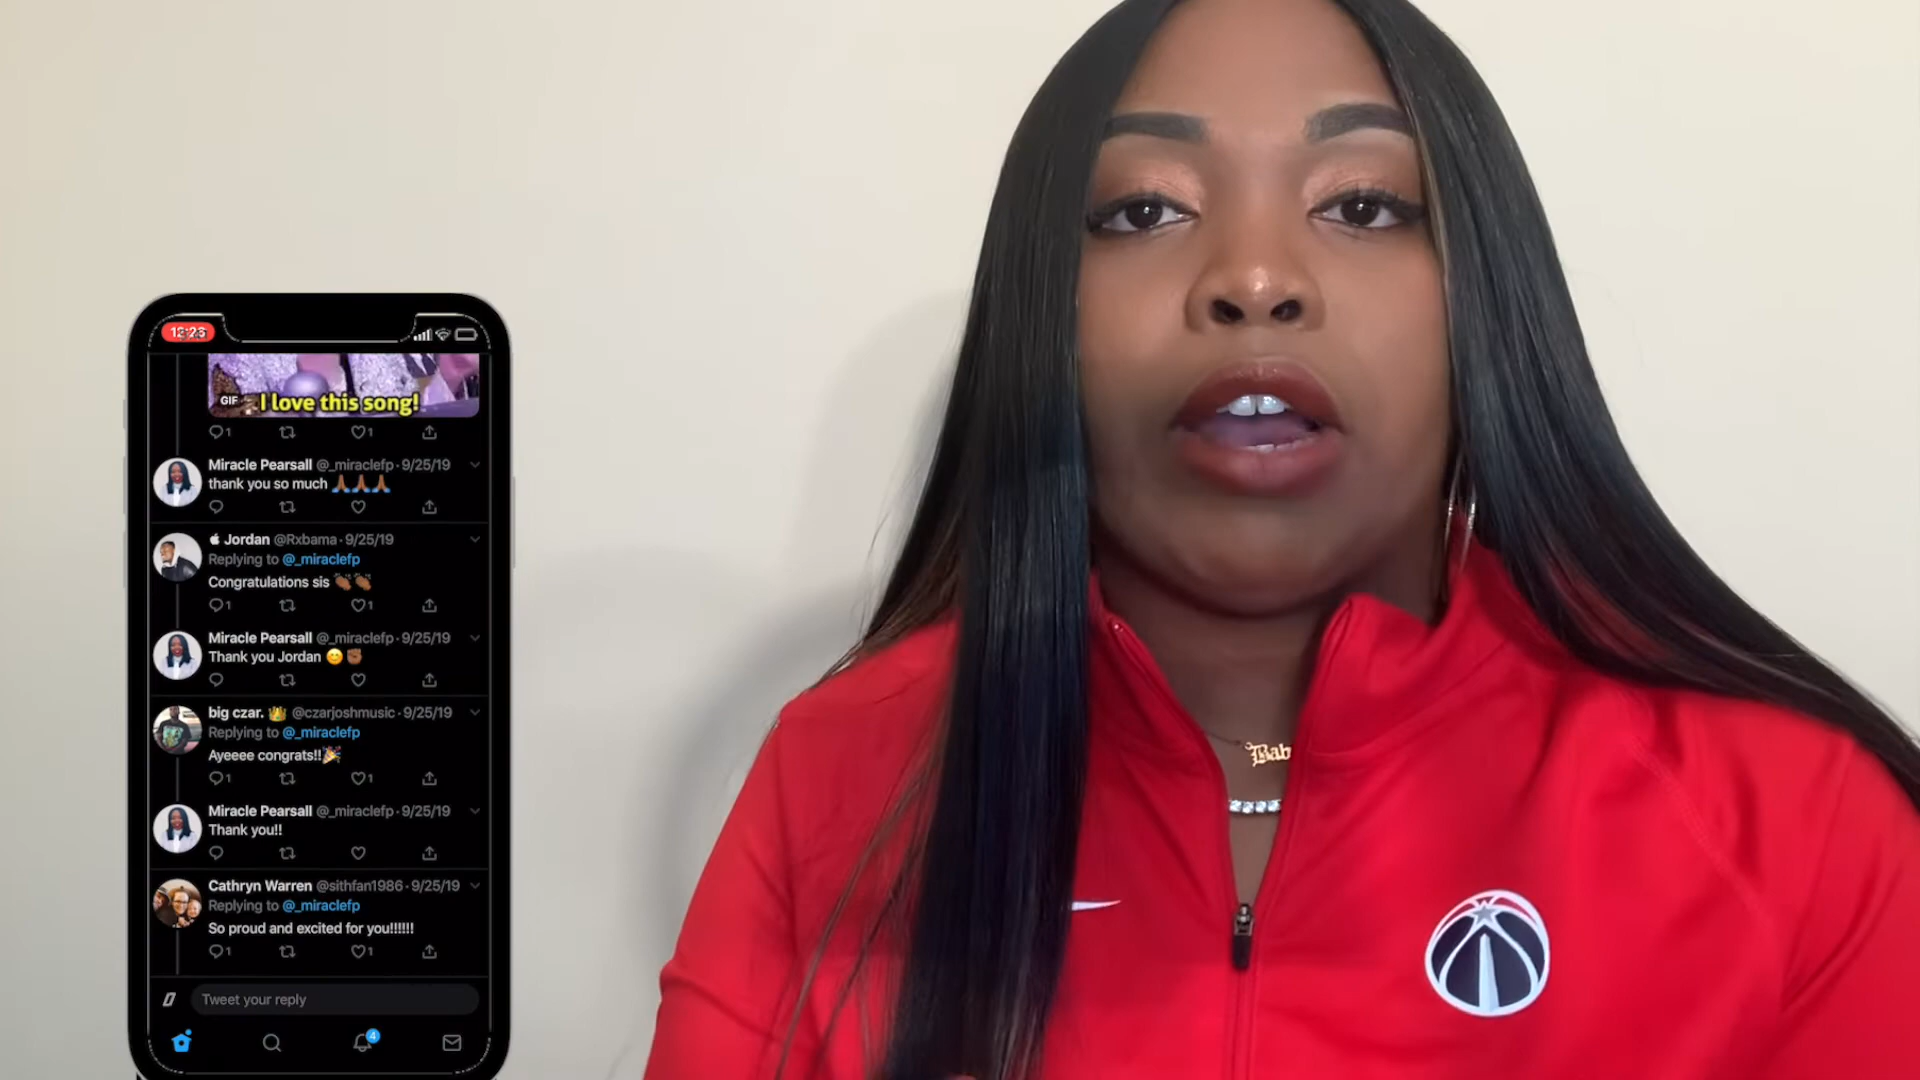 GIF
I love this song!
1 1
Miracle Pearsall @_miraclefp · 9/25/19
thank you so much 🙏🏾🙏🏾🙏🏾
Jordan @Rxbama · 9/25/19
Replying to @_miraclefp
Congratulations sis 👏🏾👏🏾
1 1
Miracle Pearsall @_miraclefp · 9/25/19
Thank you Jordan 😊✊🏾
big czar. 👑 @czarjoshmusic · 9/25/19
Replying to @_miraclefp
Ayeeee congrats!!🎉
1 1
Miracle Pearsall @_miraclefp · 9/25/19
Thank you!!
Cathryn Warren @sithfan1986 · 9/25/19
Replying to @_miraclefp
So proud and excited for you!!!!!!
1 1
Tweet your reply
4